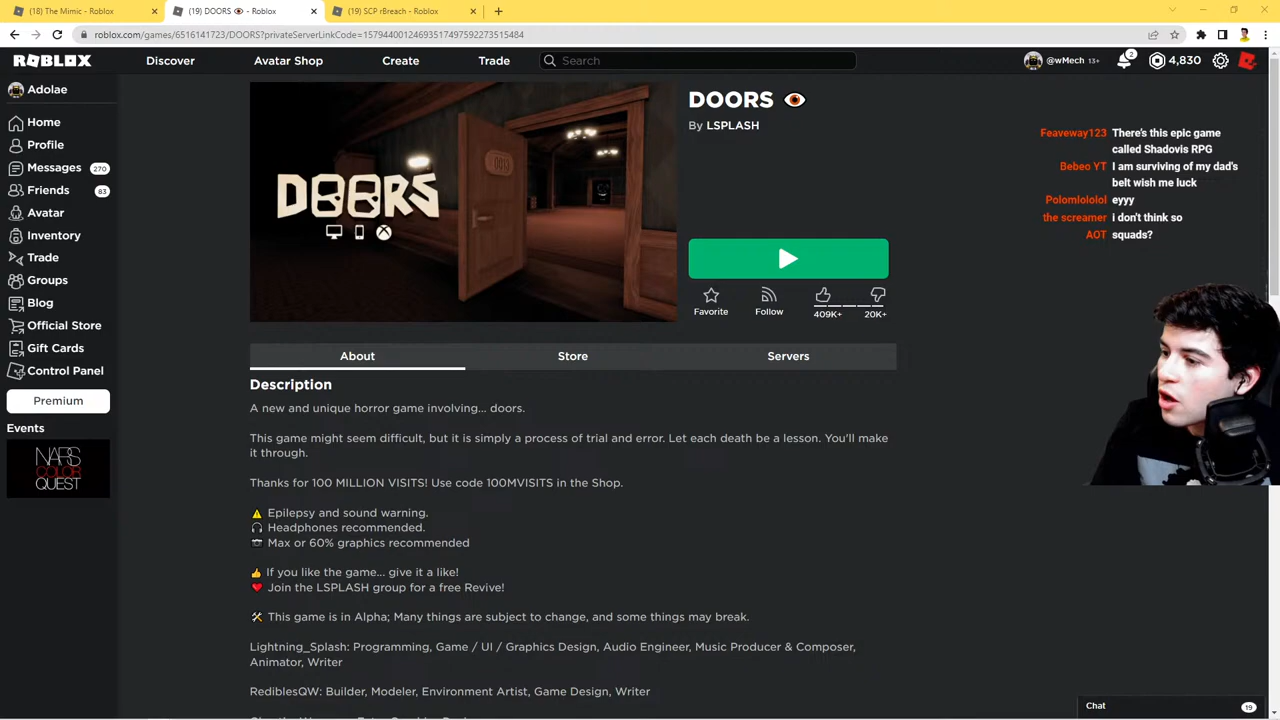 (18) The Mimic - Roblox
(19) DOORS 👁 - Roblox
(19) SCP rBreach - Roblox
roblox.com/games/6516141723/DOORS?privateServerLinkCode=15794400124693517497592273515484
ROBLOX
Discover
Avatar Shop
Create
Trade
Search
@wMech 13+
2
4,830
Adolae
Home
Profile
Messages 270
Friends 83
Avatar
Inventory
Trade
Groups
Blog
Official Store
Gift Cards
Control Panel
Premium
Events
NARS
COLOR
QUEST
DOORS
DOORS 👁
By LSPLASH
Favorite
Follow
409K+
20K+
About
Store
Servers
Description
A new and unique horror game involving... doors.
This game might seem difficult, but it is simply a process of trial and error. Let each death be a lesson. You'll make
it through.
Thanks for 100 MILLION VISITS! Use code 100MVISITS in the Shop.
⚠ Epilepsy and sound warning.
🎧 Headphones recommended.
📷 Max or 60% graphics recommended
👍 If you like the game... give it a like!
❤ Join the LSPLASH group for a free Revive!
🛠 This game is in Alpha; Many things are subject to change, and some things may break.
Lightning_Splash: Programming, Game / UI / Graphics Design, Audio Engineer, Music Producer & Composer,
Animator, Writer
RediblesQW: Builder, Modeler, Environment Artist, Game Design, Writer
Feaveway123 There's this epic game
called Shadovis RPG
Bebeo YT I am surviving of my dad's
belt wish me luck
Polomlololol eyyy
the screamer i don't think so
AOT squads?
Chat
19